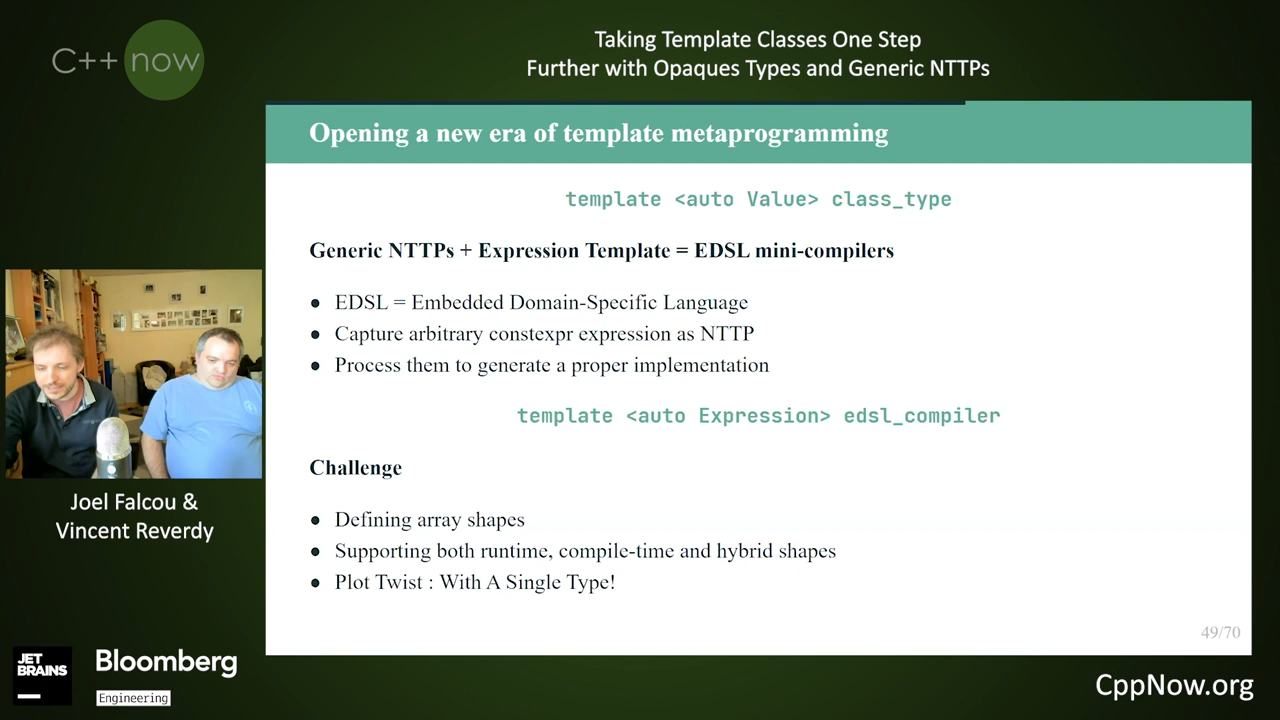 C++ now
Taking Template Classes One Step
Further with Opaques Types and Generic NTTPs
Opening a new era of template metaprogramming
template <auto Value> class_type
Generic NTTPs + Expression Template = EDSL mini-compilers
• EDSL = Embedded Domain-Specific Language
• Capture arbitrary constexpr expression as NTTP
• Process them to generate a proper implementation
template <auto Expression> edsl_compiler
Challenge
• Defining array shapes
• Supporting both runtime, compile-time and hybrid shapes
• Plot Twist : With A Single Type!
49/70
Joel Falcou &
Vincent Reverdy
JET
BRAINS
Bloomberg
Engineering
CppNow.org